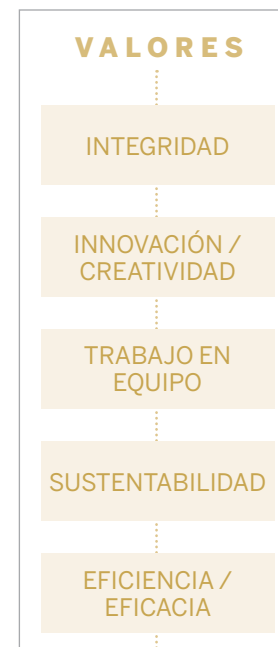 VALORES
INTEGRIDAD
INNOVACIÓN /
CREATIVIDAD
TRABAJO EN
EQUIPO
SUSTENTABILIDAD
EFICIENCIA /
EFICACIA